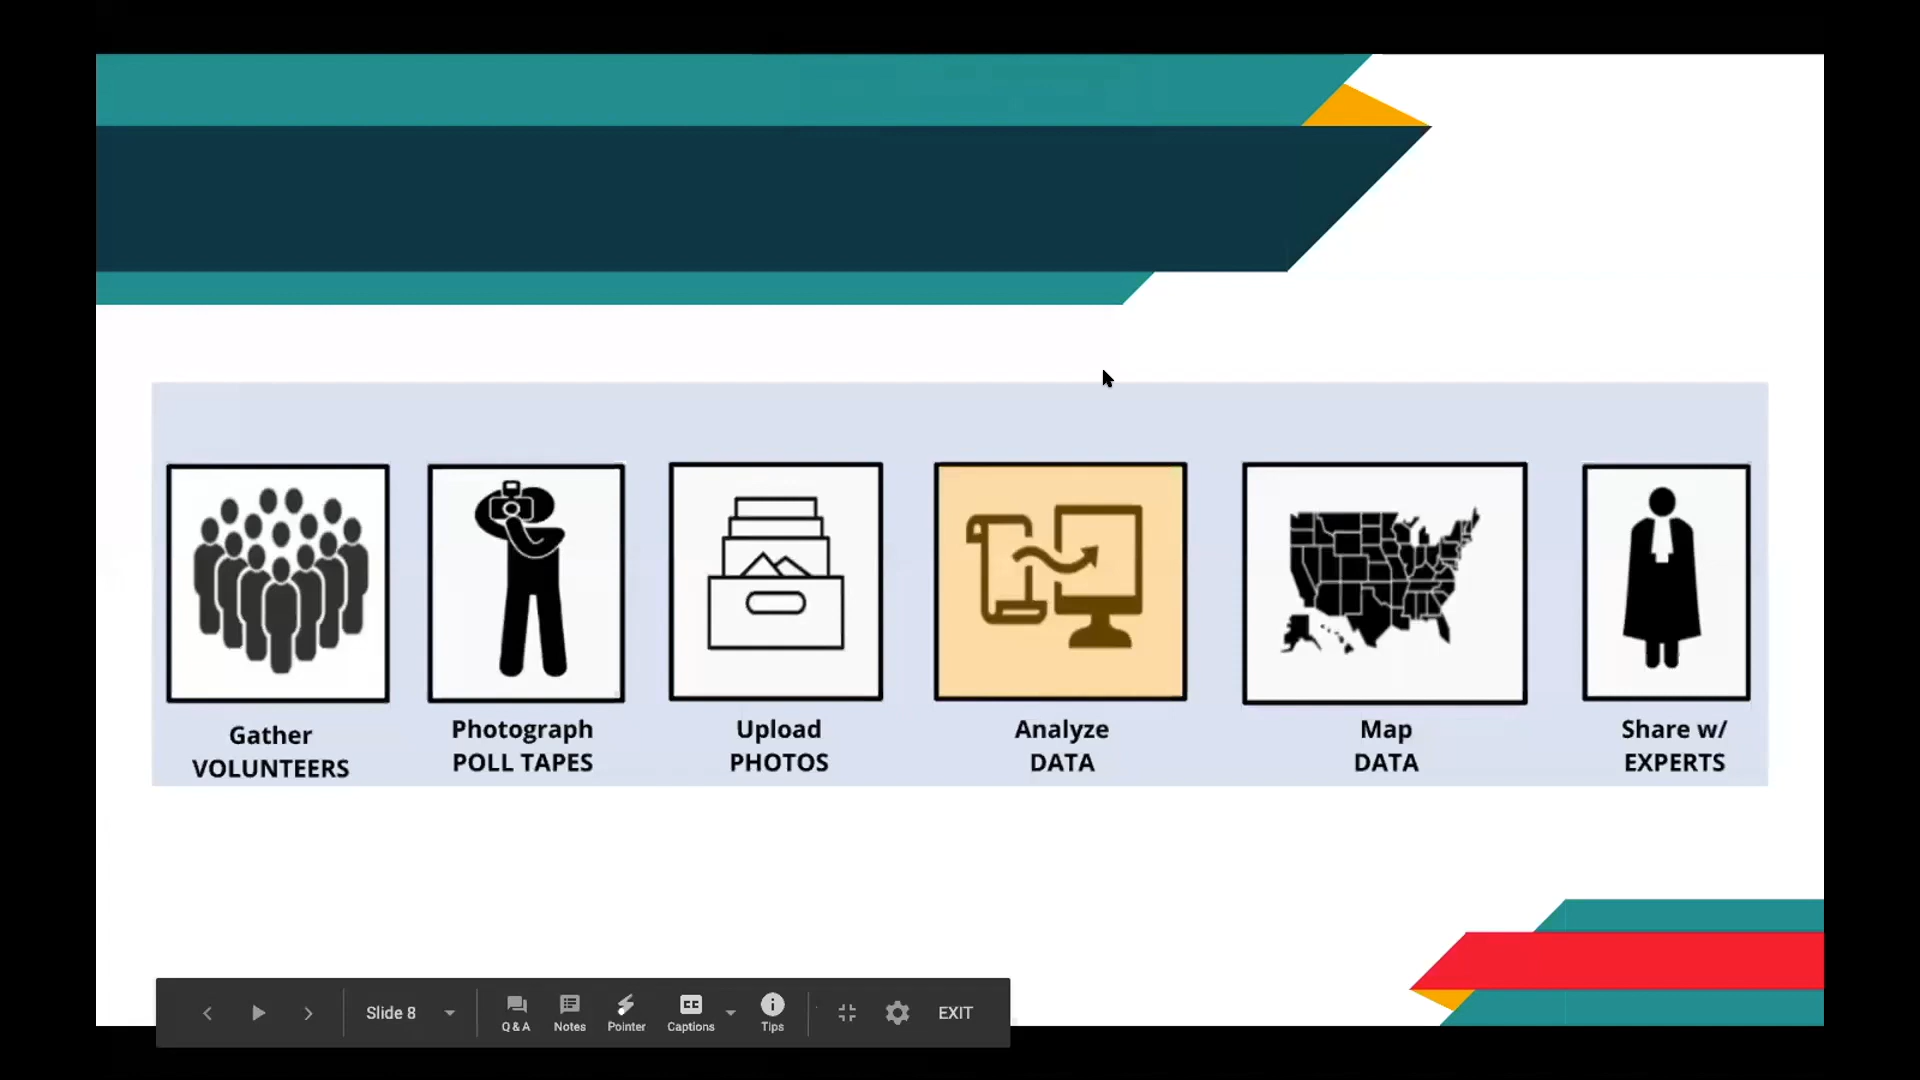 Gather
VOLUNTEERS
Photograph
POLL TAPES
Upload
PHOTOS
Analyze
DATA
Map
DATA
Share w/
EXPERTS
Slide 8
Q&A
Notes
Pointer
CC
Captions
Tips
EXIT